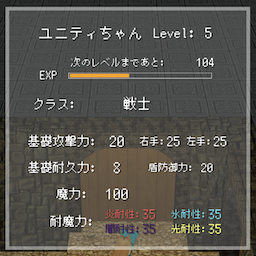 ユニティちゃん Level: 5
次のレベルまであと: 104
EXP
クラス: 戦士
基礎攻撃力: 20 右手:25 左手:25
基礎耐久力: 8 盾防御力: 20
魔力: 100
耐魔力: 炎耐性:35 氷耐性:35
闇耐性:35 光耐性:35